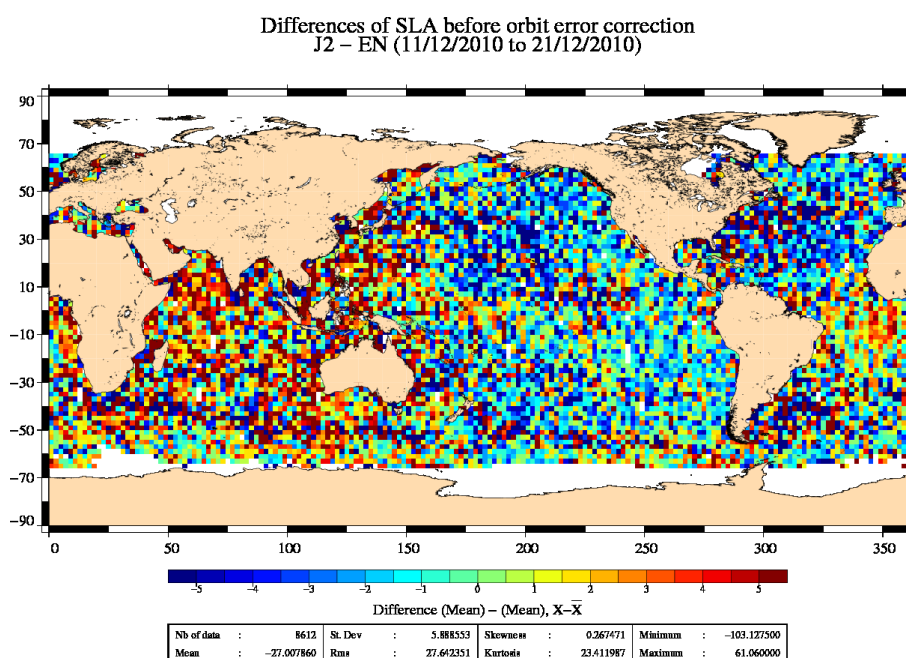 Differences of SLA before orbit error correction
J2 – EN (11/12/2010 to 21/12/2010)
90
70
50
30
10
−10
−30
−50
−70
−90
0 50 100 150 200 250 300 350
−5 −4 −3 −2 −1 0 1 2 3 4 5
Difference (Mean) – (Mean), X–X̅
Nb of data : 8612 St. Dev : 5.888553 Skewness : 0.267471 Minimum : −103.127500
Mean : −27.007860 Rms : 27.642351 Kurtosis : 23.411987 Maximum : 61.060000